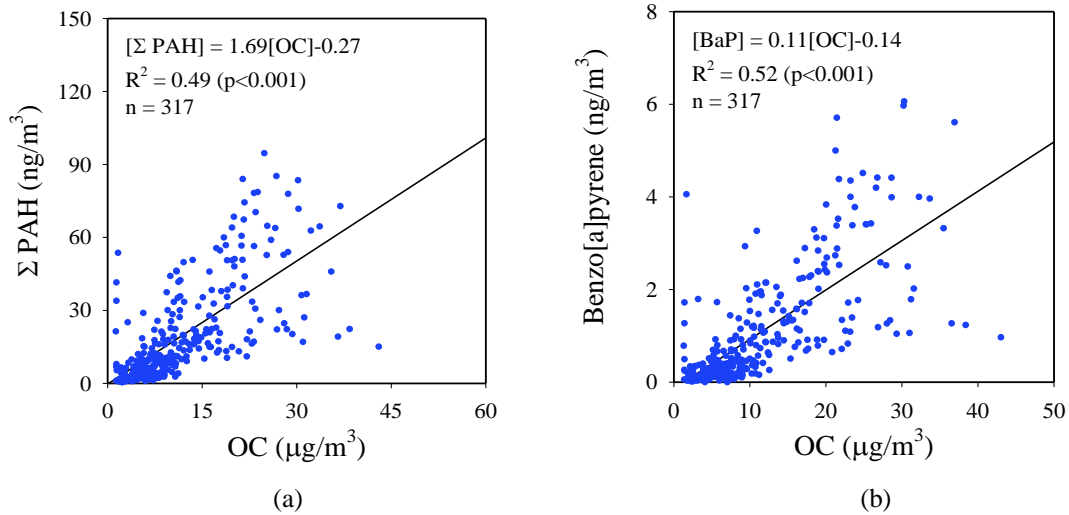 150
120
90
60
30
0
Σ PAH (ng/m³)
[Σ PAH] = 1.69[OC]-0.27
R² = 0.49 (p<0.001)
n = 317
0 15 30 45 60
OC (μg/m³)
(a)
8
6
4
2
0
Benzo[a]pyrene (ng/m³)
[BaP] = 0.11[OC]-0.14
R² = 0.52 (p<0.001)
n = 317
0 10 20 30 40 50
OC (μg/m³)
(b)